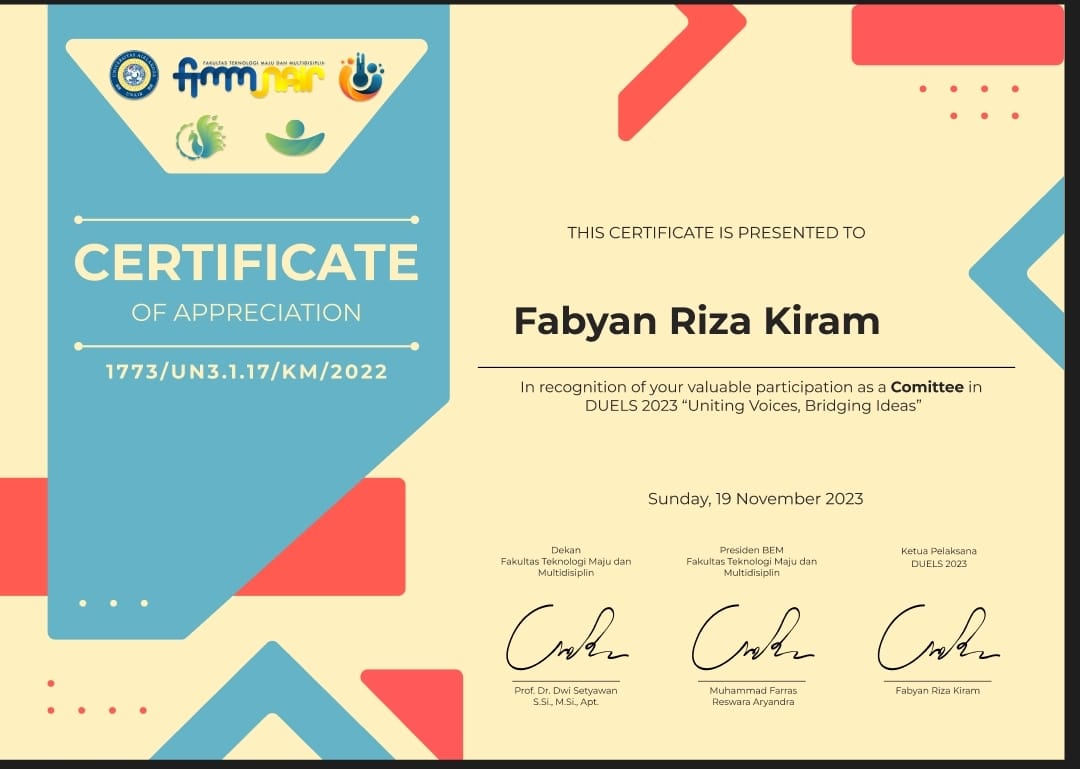 UNIVERSITAS AIRLANGGA
UNAIR
FAKULTAS TEKNOLOGI MAJU DAN MULTIDISIPLIN
CERTIFICATE
OF APPRECIATION
1773/UN3.1.17/KM/2022
THIS CERTIFICATE IS PRESENTED TO
Fabyan Riza Kiram
In recognition of your valuable participation as a Comittee in
DUELS 2023 “Uniting Voices, Bridging Ideas”
Sunday, 19 November 2023
Dekan
Fakultas Teknologi Maju dan
Multidisiplin
Prof. Dr. Dwi Setyawan
S.Si., M.Si., Apt.
Presiden BEM
Fakultas Teknologi Maju dan
Multidisiplin
Muhammad Farras
Reswara Aryandra
Ketua Pelaksana
DUELS 2023
Fabyan Riza Kiram